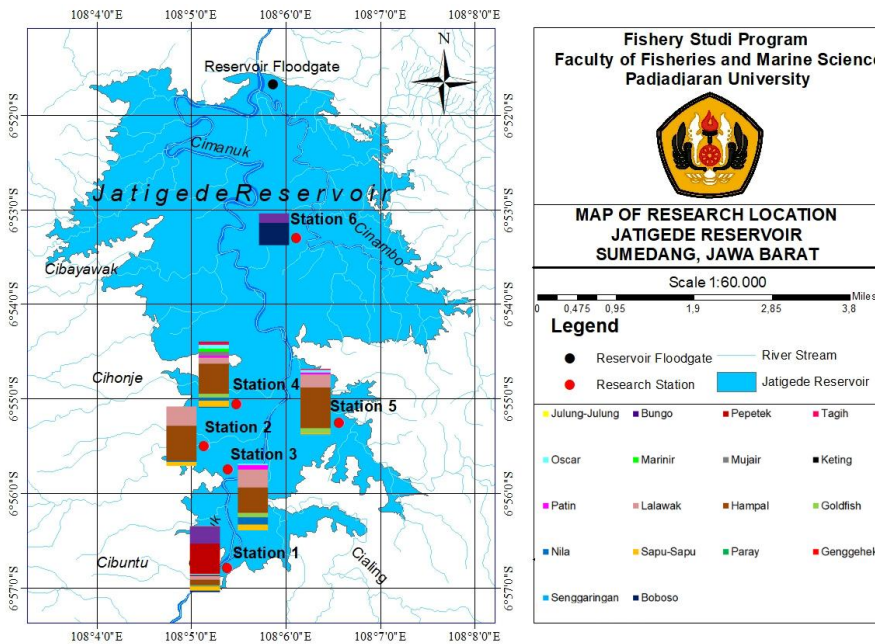 108°4'0"E 108°5'0"E 108°6'0"E 108°7'0"E 108°8'0"E
N
Reservoir Floodgate
6°52'0"S 6°52'0"S
Cimanuk
Jatigede Reservoir
6°53'0"S 6°53'0"S
Station 6
Cinambo
Cibayawak
6°54'0"S 6°54'0"S
Cihonje
Station 4
6°55'0"S 6°55'0"S
Station 5
Station 2
Station 3
6°56'0"S 6°56'0"S
Cibuntu
Station 1
Cialing
6°57'0"S 6°57'0"S
108°4'0"E 108°5'0"E 108°6'0"E 108°7'0"E 108°8'0"E
Fishery Studi Program
Faculty of Fisheries and Marine Science
Padjadjaran University
MAP OF RESEARCH LOCATION
JATIGEDE RESERVOIR
SUMEDANG, JAWA BARAT
Scale 1:60.000
Miles
0 0,475 0,95 1,9 2,85 3,8
Legend
Reservoir Floodgate River Stream
Research Station Jatigede Reservoir
Julung-Julung Bungo Pepetek Tagih
Oscar Marinir Mujair Keting
Patin Lalawak Hampal Goldfish
Nila Sapu-Sapu Paray Genggehek
Senggaringan Boboso